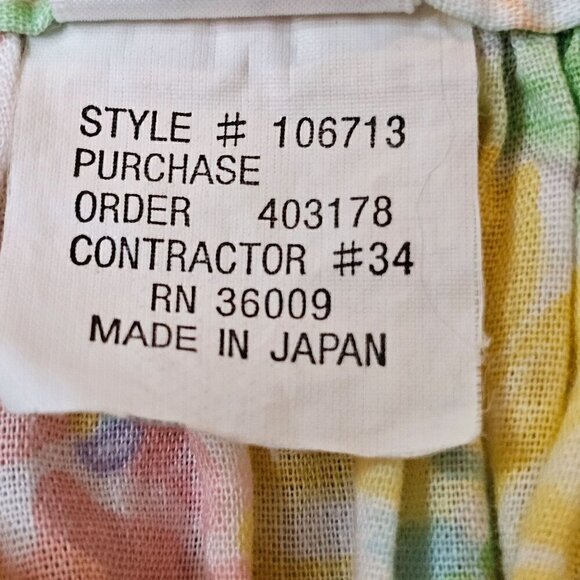 STYLE # 106713
PURCHASE
ORDER 403178
CONTRACTOR #34
RN 36009
MADE IN JAPAN